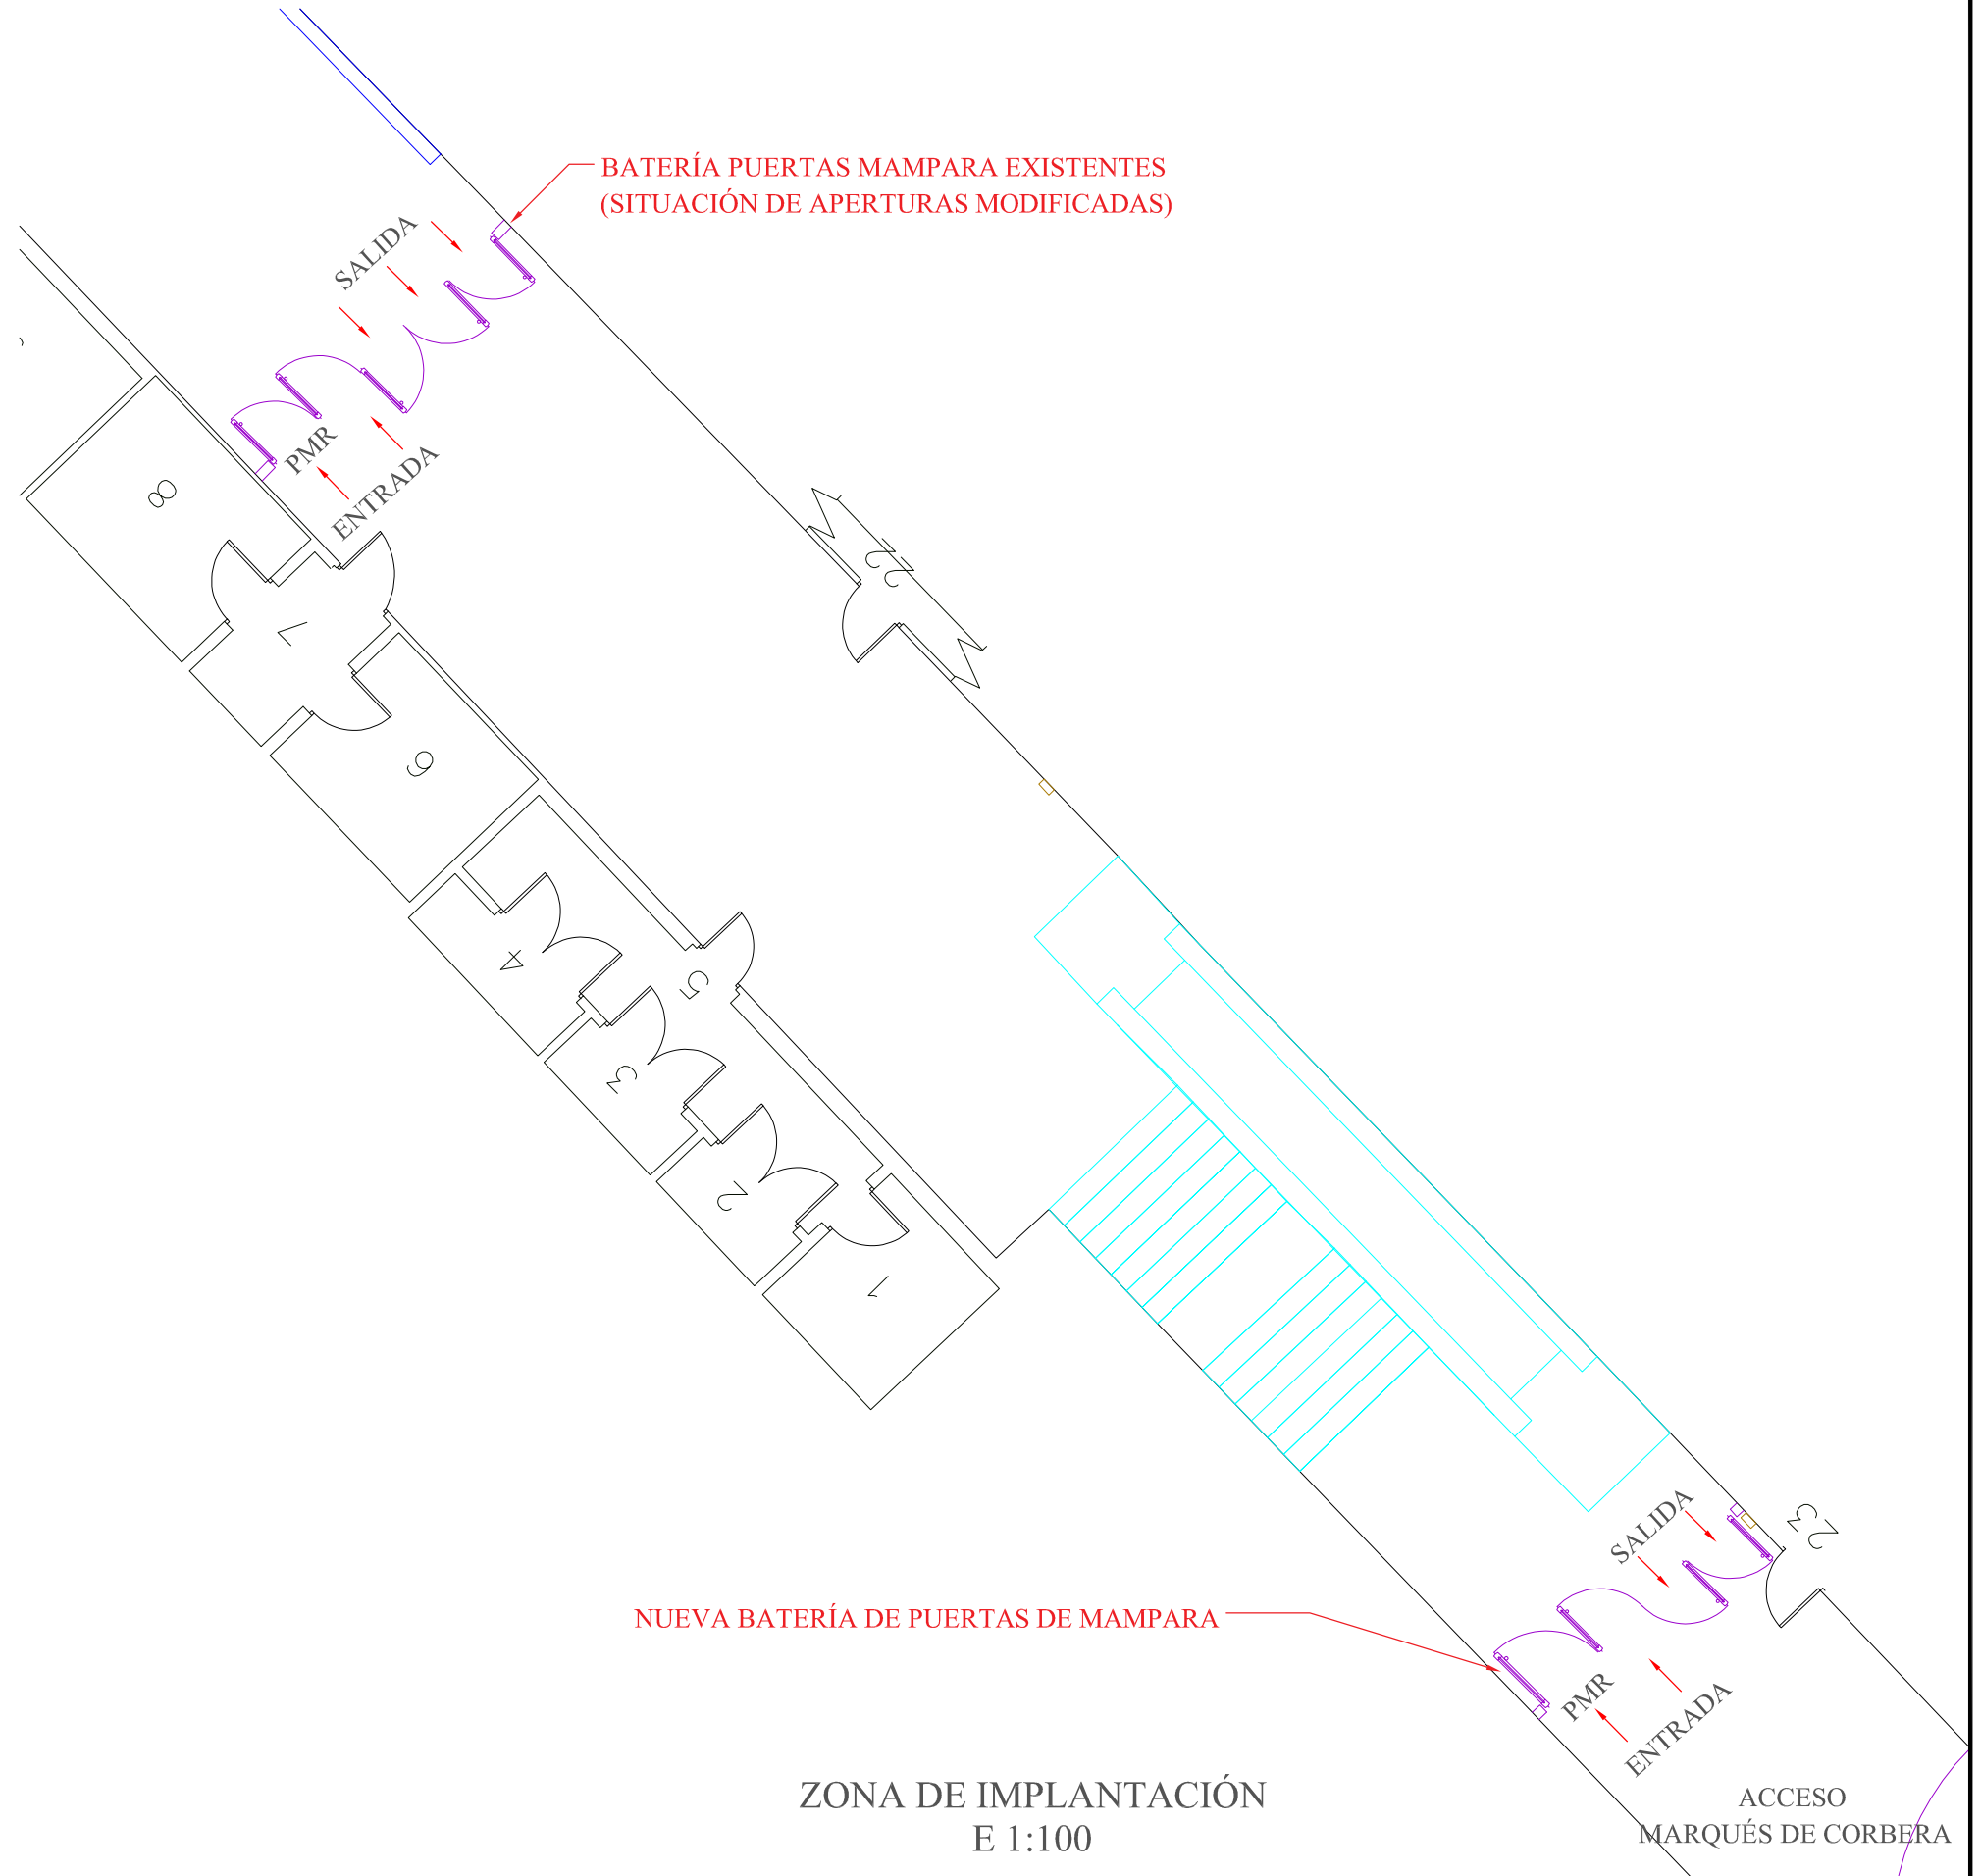 BATERÍA PUERTAS MAMPARA EXISTENTES
(SITUACIÓN DE APERTURAS MODIFICADAS)
SALIDA
PMR
ENTRADA
8
22
7
6
4
5
3
2
1
SALIDA
23
NUEVA BATERÍA DE PUERTAS DE MAMPARA
PMR
ENTRADA
ZONA DE IMPLANTACIÓN
E 1:100
ACCESO
MARQUÉS DE CORBERA